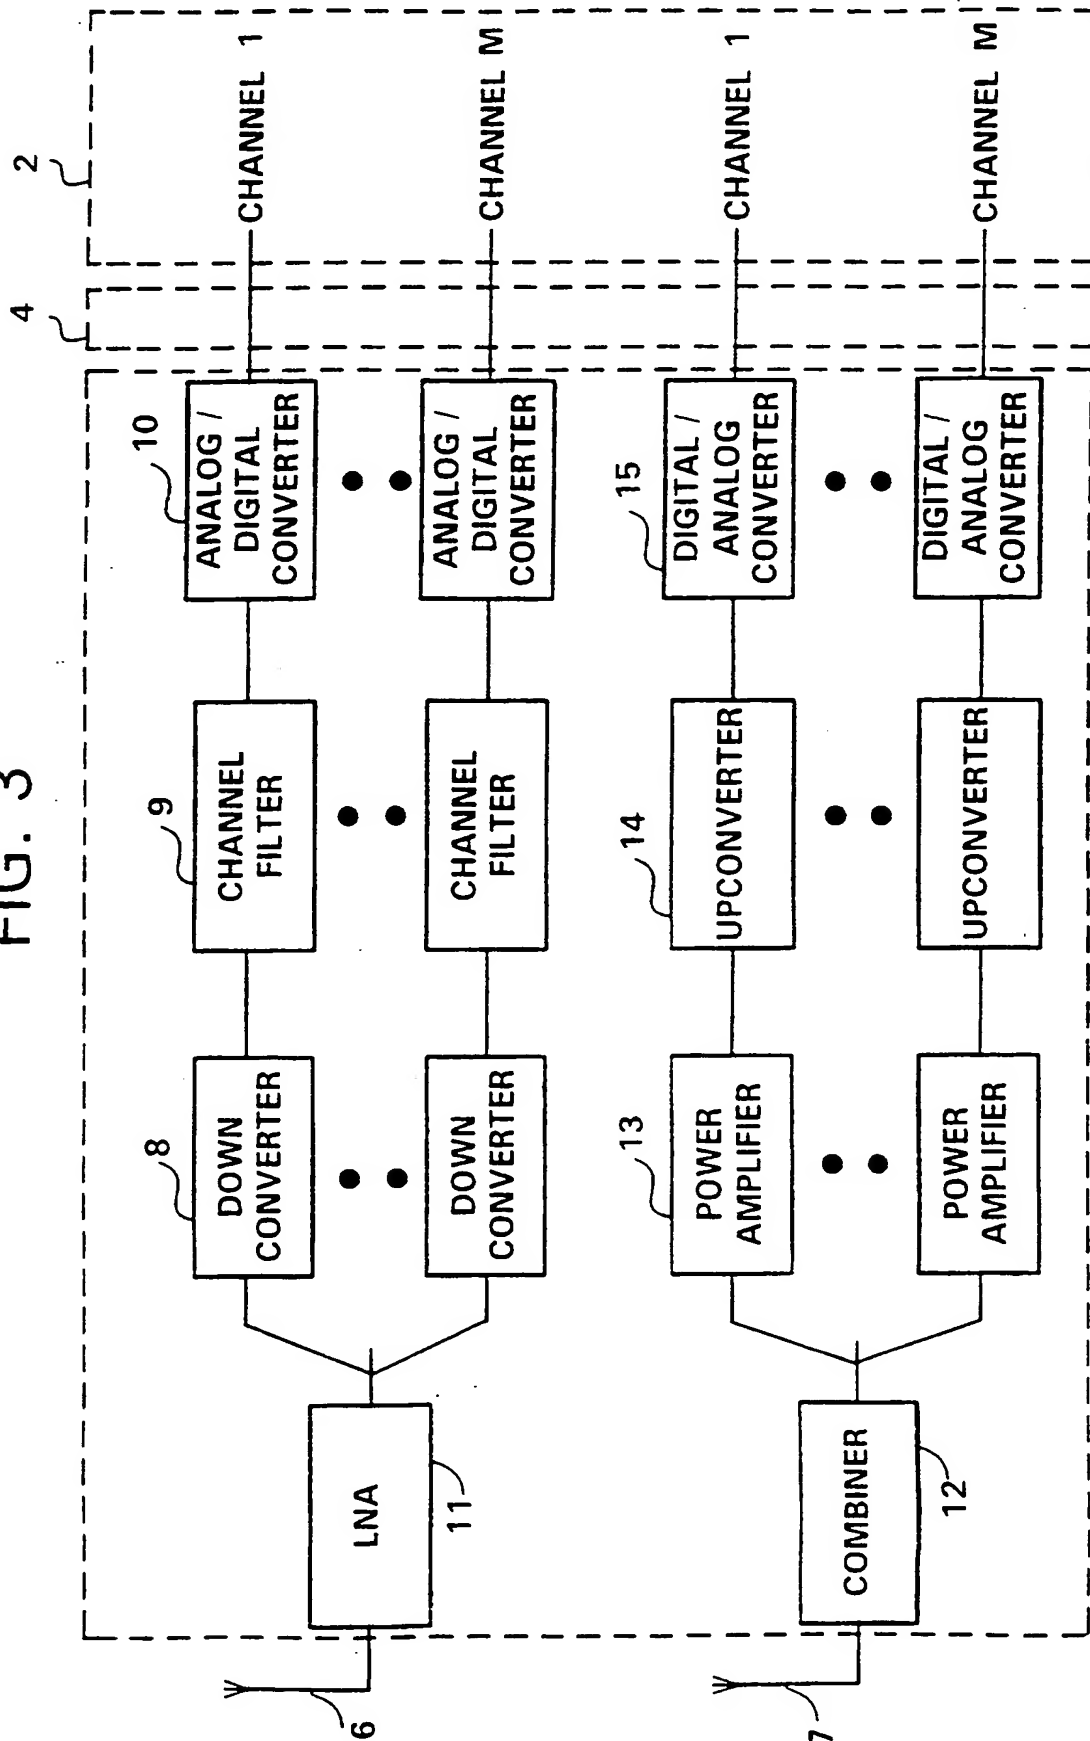 FIG. 3
4
2
8
9
10
DOWN
CONVERTER
CHANNEL
FILTER
ANALOG /
DIGITAL
CONVERTER
CHANNEL 1
6
LNA
11
DOWN
CONVERTER
CHANNEL
FILTER
ANALOG /
DIGITAL
CONVERTER
CHANNEL M
13
14
15
POWER
AMPLIFIER
UPCONVERTER
DIGITAL /
ANALOG
CONVERTER
CHANNEL 1
7
COMBINER
12
POWER
AMPLIFIER
UPCONVERTER
DIGITAL /
ANALOG
CONVERTER
CHANNEL M